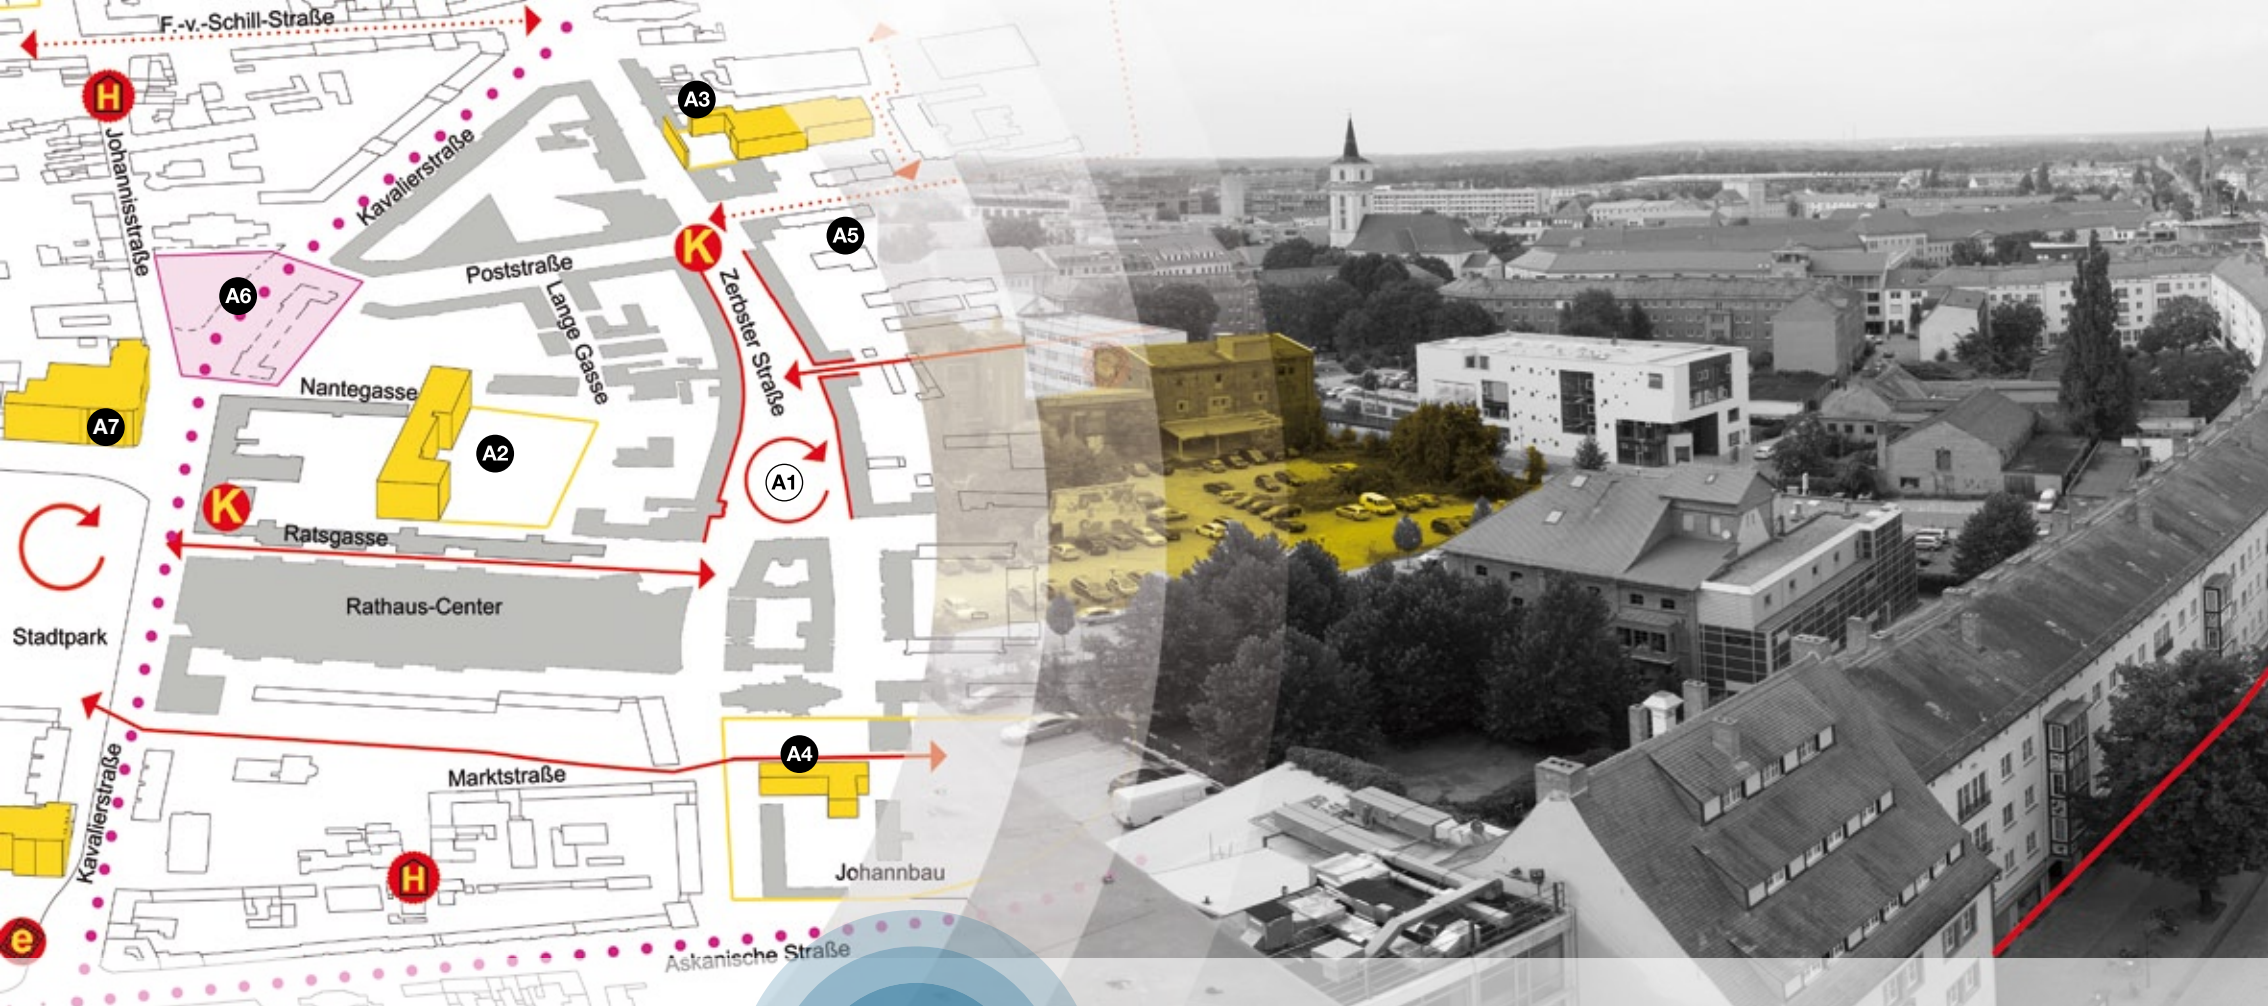 F.-v.-Schill-Straße
H
A3
Johannisstraße
Kavalierstraße
K
A5
Poststraße
A6
Lange Gasse
Zerbster Straße
Nantegasse
A7
A2
A1
K
Ratsgasse
Rathaus-Center
Stadtpark
A4
Marktstraße
Kavalierstraße
H
Johannbau
e
Askanische Straße